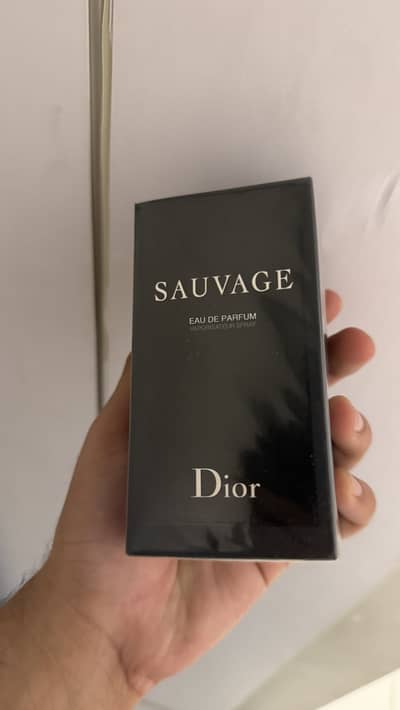 SAUVAGE
EAU DE PARFUM
VAPORISATEUR SPRAY
Dior